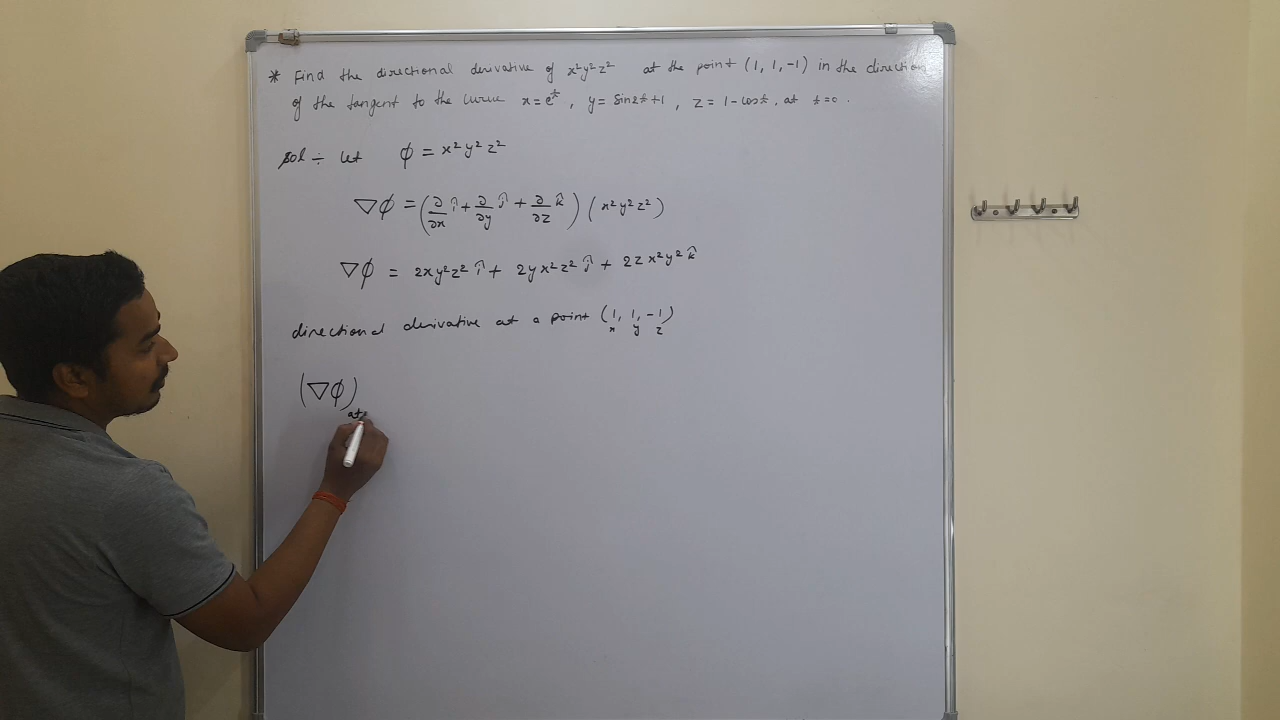 * Find the directional derivative of x²y²z² at the point (1, 1, -1) in the direction
of the tangent to the curve x = eᵗ, y = Sin2t+1, z = 1-cost, at t=0.
Sol ÷ Let φ = x²y²z²
∇φ = (∂/∂x î + ∂/∂y ĵ + ∂/∂z k̂) (x²y²z²)
∇φ = 2xy²z² î + 2yx²z² ĵ + 2zx²y² k̂
directional derivative at a point (1, 1, -1)
x y z
(∇φ) at